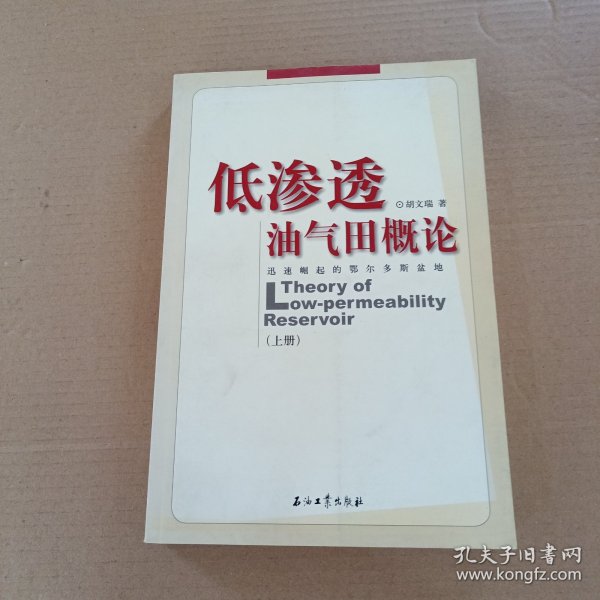 低渗透
⊙胡文瑞 著
油气田概论
迅速崛起的鄂尔多斯盆地
Theory of
Low-permeability
Reservoir
(上册)
石油工业出版社
孔夫子旧书网
www.kongfz.com